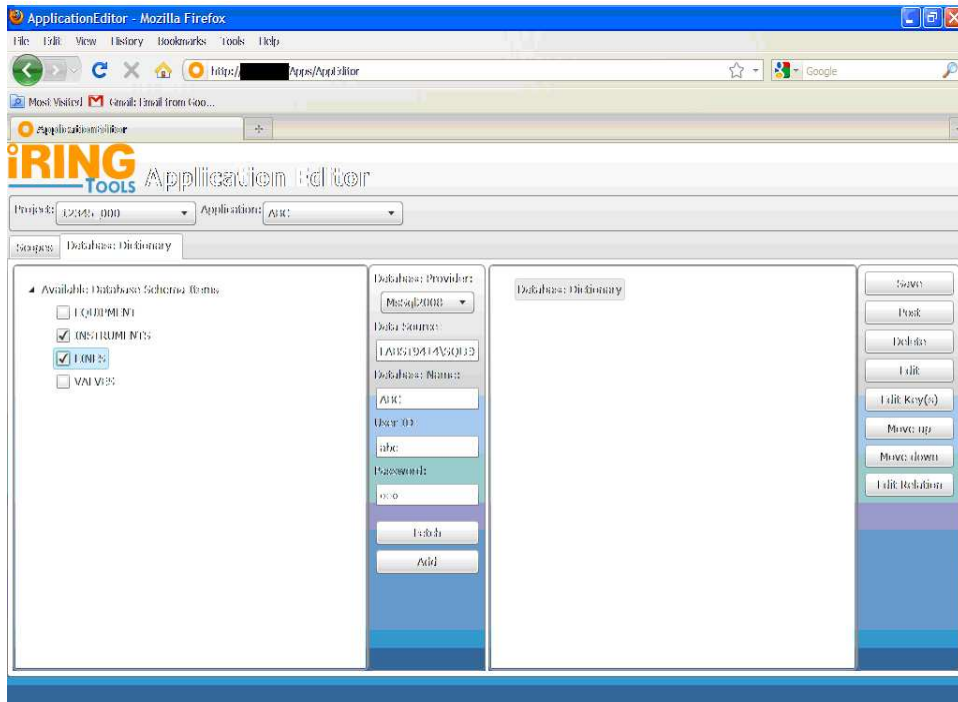 ApplicationEditor - Mozilla Firefox
File Edit View History Bookmarks Tools Help
http:// Apps/AppEditor
Google
Most Visited Gmail: Email from Goo...
ApplicationEditor
iRING TOOLS Application Editor
Project: 12345_000 Application: ABC
Scopes Database Dictionary
Available Database Schema Items
EQUIPMENT
INSTRUMENTS
LINES
VALVES
Database Provider:
MsSql2008
Data Source:
Database Name:
ABC
User ID:
abc
Password:
Fetch
Add
Database Dictionary
Save
Post
Delete
Edit
Edit Key(s)
Move up
Move down
Edit Relation